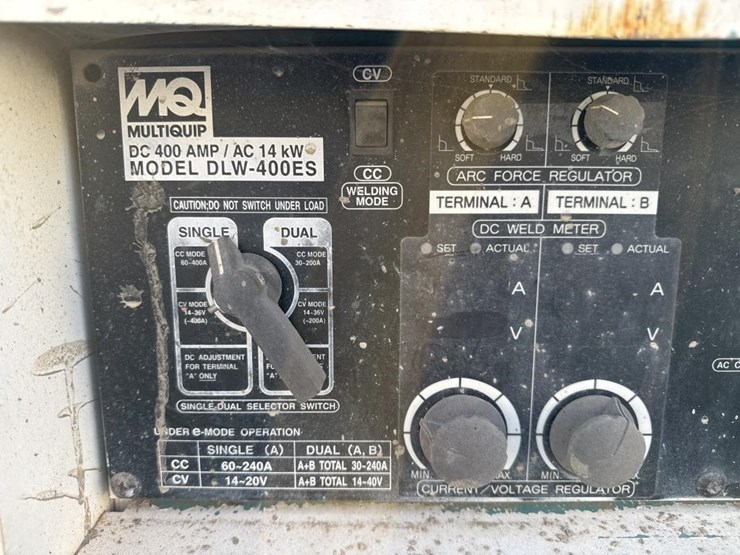 MQ
MULTIQUIP
DC 400 AMP / AC 14 kW
MODEL DLW-400ES
CV
CC
WELDING
MODE
STANDARD
SOFT HARD
STANDARD
SOFT HARD
ARC FORCE REGULATOR
TERMINAL : A
TERMINAL : B
DC WELD METER
SET ACTUAL
SET ACTUAL
A
A
V
V
CAUTION:DO NOT SWITCH UNDER LOAD
SINGLE
DUAL
CC MODE
60-400A
CC MODE
30-200A
CV MODE
14-36V
(~400A)
CV MODE
14-36V
(~200A)
DC ADJUSTMENT
FOR TERMINAL
"A" ONLY
SINGLE-DUAL SELECTOR SWITCH
UNDER e-MODE OPERATION
SINGLE (A) DUAL (A, B)
CC 60~240A A+B TOTAL 30-240A
CV 14~20V A+B TOTAL 14-40V
MIN.
MIN.
CURRENT/VOLTAGE REGULATOR
AC